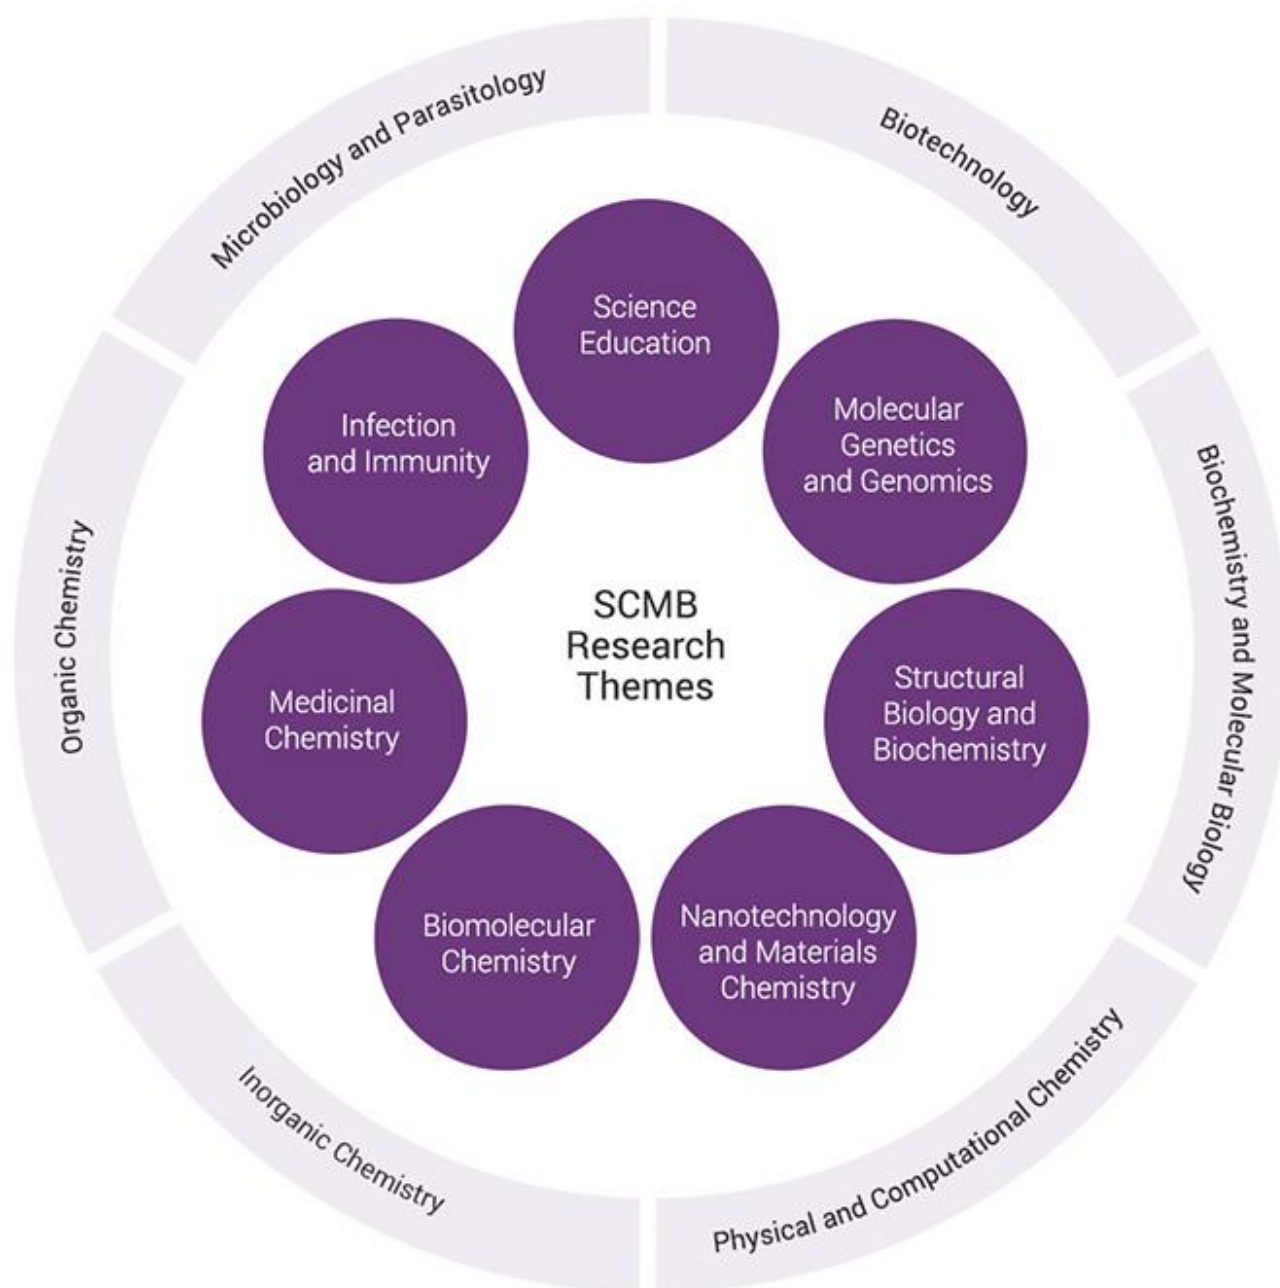 Microbiology and Parasitology
Biotechnology
Biochemistry and Molecular Biology
Physical and Computational Chemistry
Inorganic Chemistry
Organic Chemistry
Science
Education
Molecular
Genetics
and Genomics
Structural
Biology and
Biochemistry
Nanotechnology
and Materials
Chemistry
Biomolecular
Chemistry
Medicinal
Chemistry
Infection
and Immunity
SCMB
Research
Themes